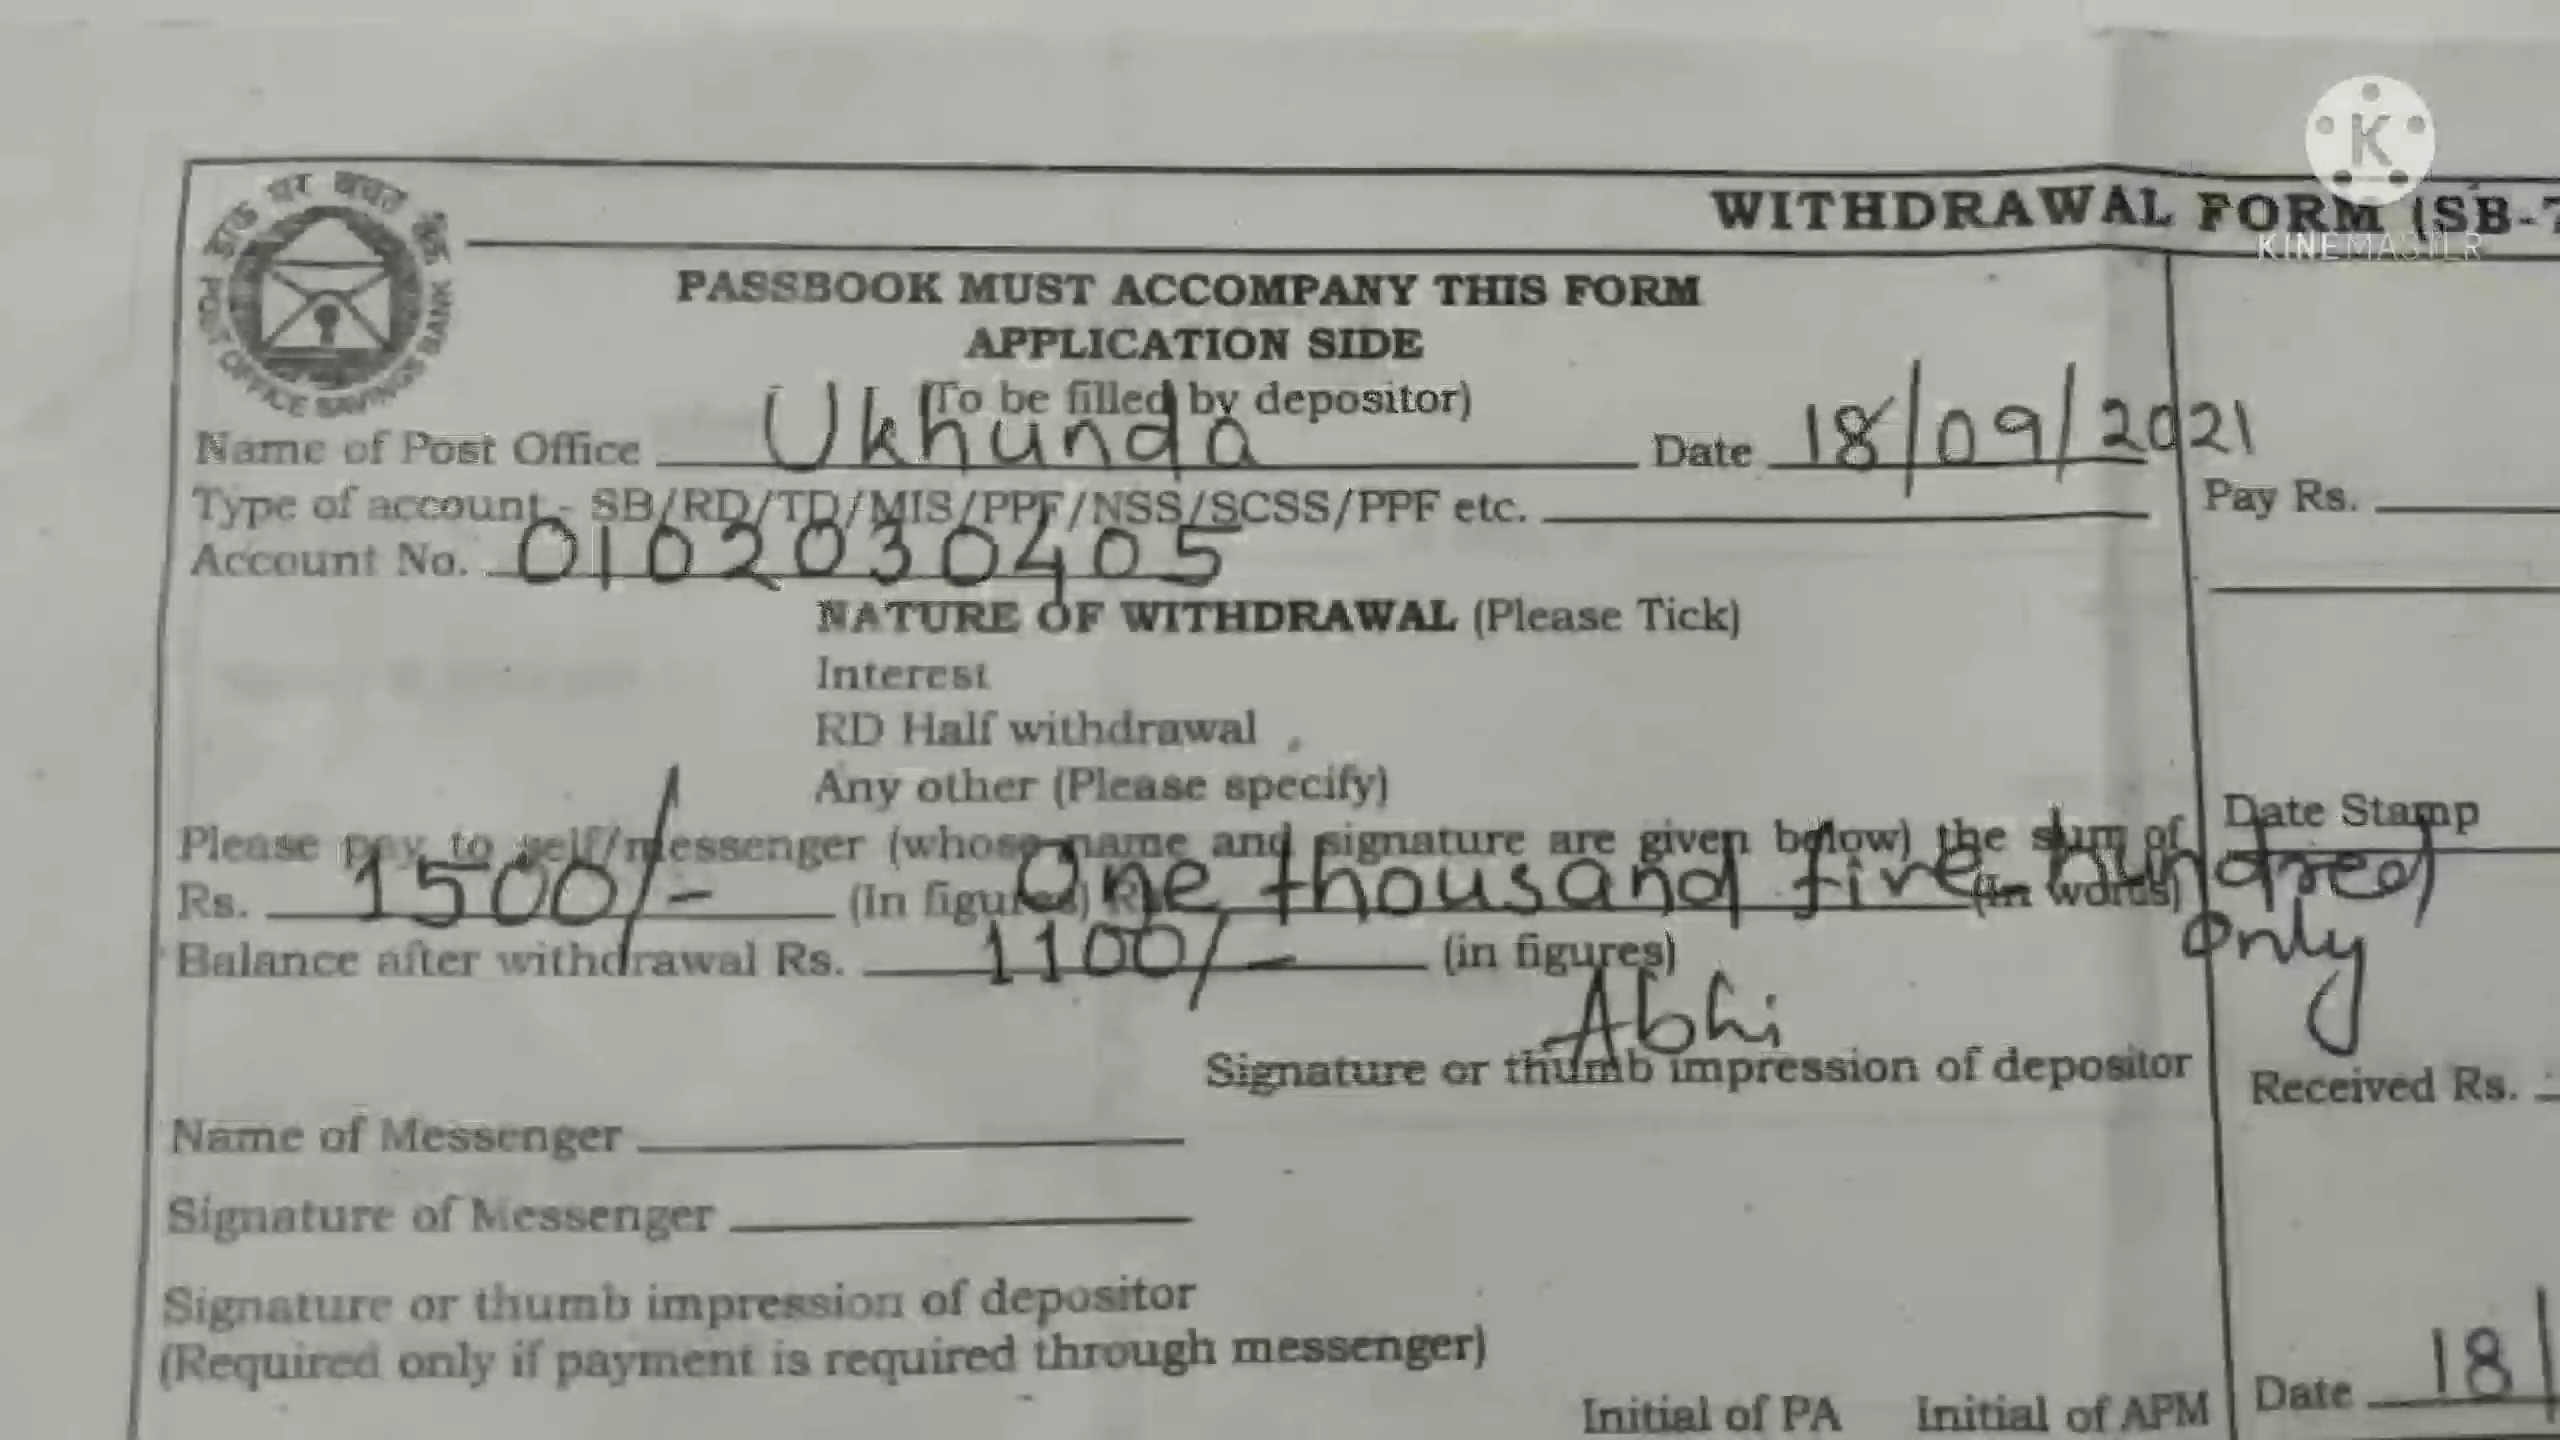 डाक घर बचत बैंक
POST OFFICE SAVINGS BANK
K
KINEMASTER
WITHDRAWAL FORM (SB-7
PASSBOOK MUST ACCOMPANY THIS FORM
APPLICATION SIDE
(To be filled by depositor)
Name of Post Office Ukhunda Date 18/09/2021
Type of account - SB/RD/TD/MIS/PPF/NSS/SCSS/PPF etc.
Account No. 0102030405
NATURE OF WITHDRAWAL (Please Tick)
Interest
RD Half withdrawal
Any other (Please specify)
Please pay to self/messenger (whose name and signature are given below) the sum of
Rs. 1500/- (In figures) Rs. One thousand five hundred only (In words)
Balance after withdrawal Rs. 1100/- (in figures)
Abhi
Signature or thumb impression of depositor
Name of Messenger
Signature of Messenger
Signature or thumb impression of depositor
(Required only if payment is required through messenger)
Initial of PA Initial of APM
Pay Rs.
Date Stamp
Received Rs.
Date 18/